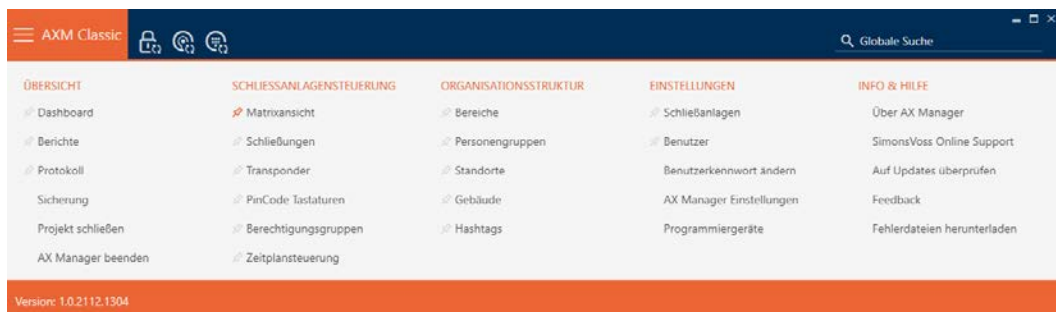 AXM Classic
Globale Suche
ÜBERSICHT
Dashboard
Berichte
Protokoll
Sicherung
Projekt schließen
AX Manager beenden
SCHLIESSANLAGENSTEUERUNG
Matrixansicht
Schließungen
Transponder
PinCode Tastaturen
Berechtigungsgruppen
Zeitplansteuerung
ORGANISATIONSSTRUKTUR
Bereiche
Personengruppen
Standorte
Gebäude
Hashtags
EINSTELLUNGEN
Schließanlagen
Benutzer
Benutzerkennwort ändern
AX Manager Einstellungen
Programmiergeräte
INFO & HILFE
Über AX Manager
SimonsVoss Online Support
Auf Updates überprüfen
Feedback
Fehlerdateien herunterladen
Version: 1.0.2112.1304